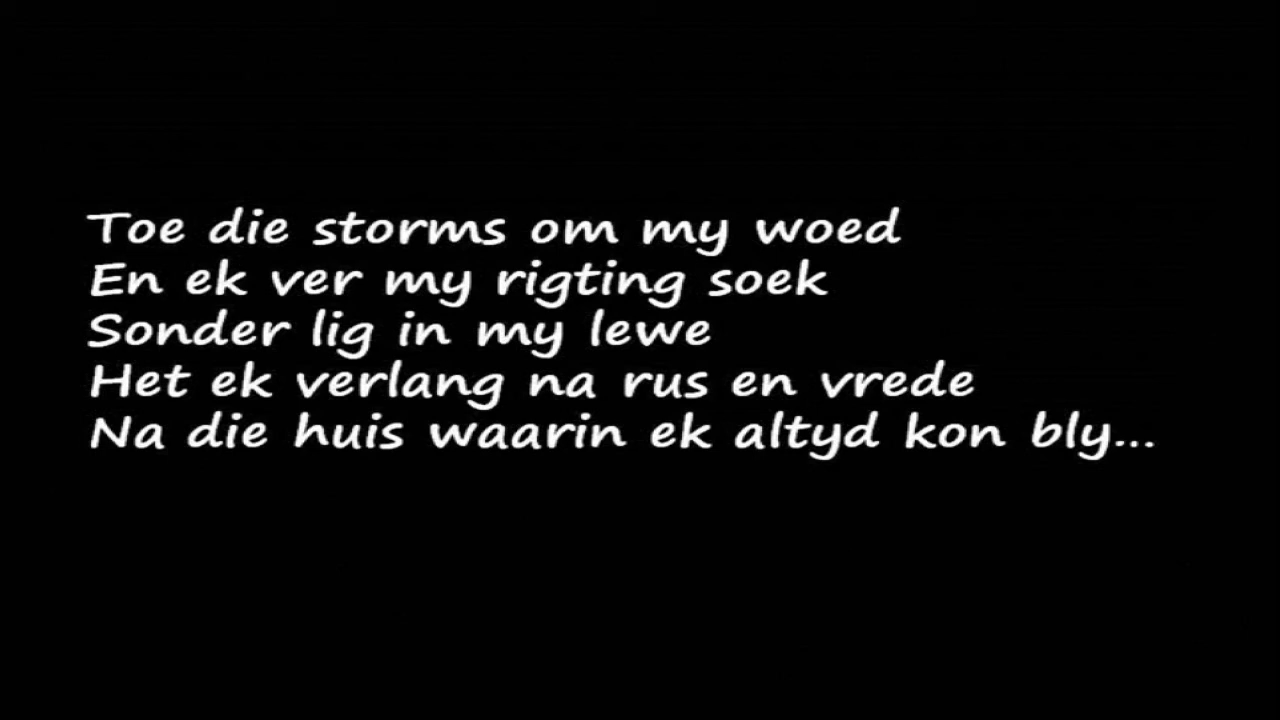 Toe die storms om my woed
En ek ver my rigting soek
Sonder lig in my lewe
Het ek verlang na rus en vrede
Na die huis waarin ek altyd kon bly...